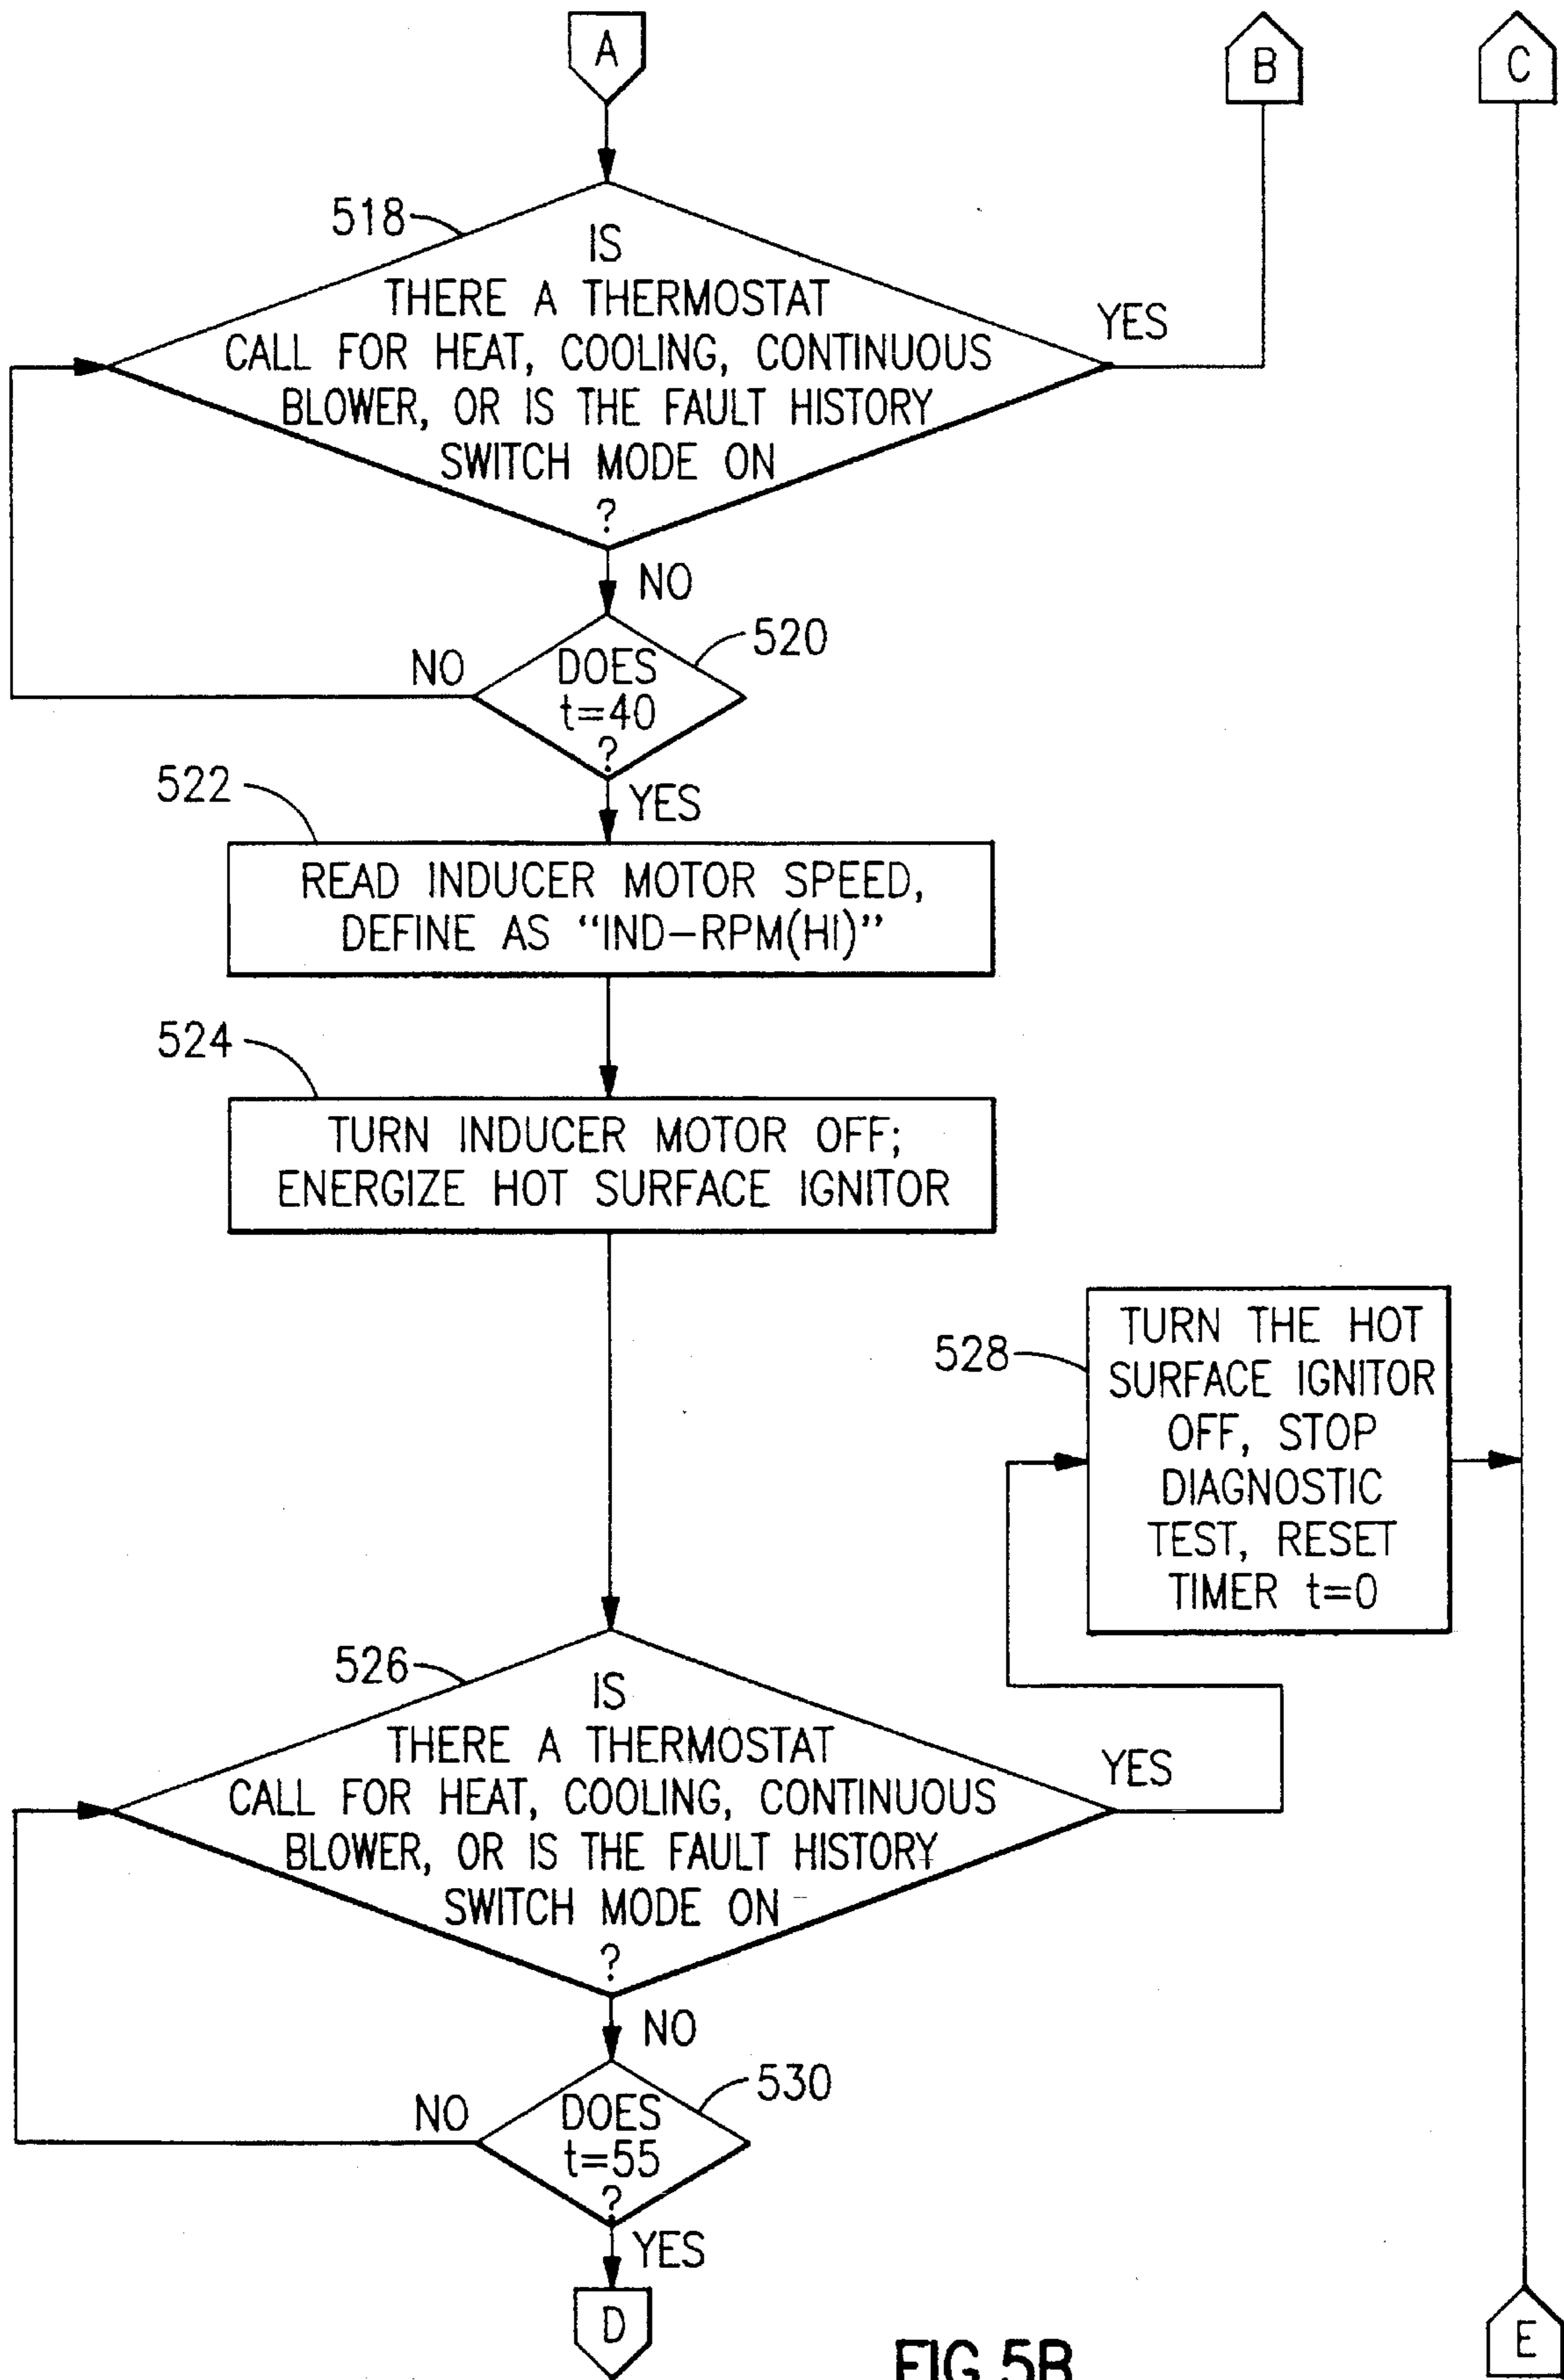 A
B
C
518
IS
THERE A THERMOSTAT
CALL FOR HEAT, COOLING, CONTINUOUS
BLOWER, OR IS THE FAULT HISTORY
SWITCH MODE ON
?
YES
NO
520
NO
DOES
t=40
?
522
YES
READ INDUCER MOTOR SPEED,
DEFINE AS “IND-RPM(HI)”
524
TURN INDUCER MOTOR OFF;
ENERGIZE HOT SURFACE IGNITOR
528
TURN THE HOT
SURFACE IGNITOR
OFF, STOP
DIAGNOSTIC
TEST, RESET
TIMER t=0
526
IS
THERE A THERMOSTAT
CALL FOR HEAT, COOLING, CONTINUOUS
BLOWER, OR IS THE FAULT HISTORY
SWITCH MODE ON
?
YES
NO
530
NO
DOES
t=55
?
YES
D
E
FIG.5B